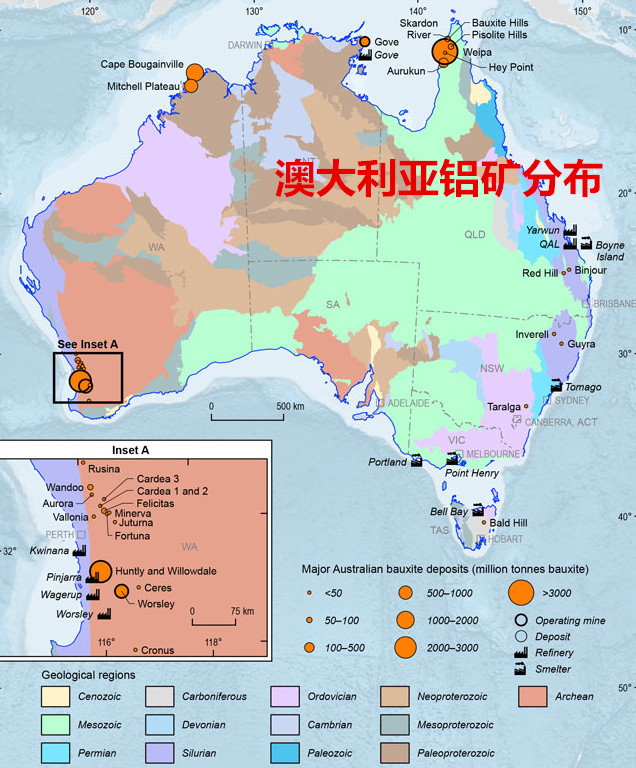 120°
130°
140°
150°
10°
20°
30°
40°
50°
DARWIN
Gove
Gove
Skardon
River
Bauxite Hills
Pisolite Hills
Weipa
Hey Point
Aurukun
Cape Bougainville
Mitchell Plateau
澳大利亚铝矿分布
NT
WA
QLD
SA
Yarwun
QAL
Boyne
Island
Red Hill
Binjour
BRISBANE
Inverell
Guyra
See Inset A
NSW
Tomago
SYDNEY
Taralga
CANBERRA, ACT
ADELAIDE
0
500 km
VIC
MELBOURNE
Portland
Point Henry
Bell Bay
Bald Hill
TAS
HOBART
Inset A
Rusina
Cardea 3
Wandoo
Cardea 1 and 2
Aurora
Felicitas
Vallonia
Minerva
Juturna
Fortuna
PERTH
WA
Kwinana
32°
Huntly and Willowdale
Pinjarra
Ceres
Wagerup
Worsley
Worsley
0
75 km
116°
118°
Cronus
Major Australian bauxite deposits (million tonnes bauxite)
<50
500–1000
>3000
50–100
1000–2000
Operating mine
Deposit
100–500
2000–3000
Refinery
Smelter
Geological regions
Cenozoic
Carboniferous
Ordovician
Neoproterozoic
Archean
Mesozoic
Devonian
Cambrian
Mesoproterozoic
Permian
Silurian
Paleozoic
Paleoproterozoic